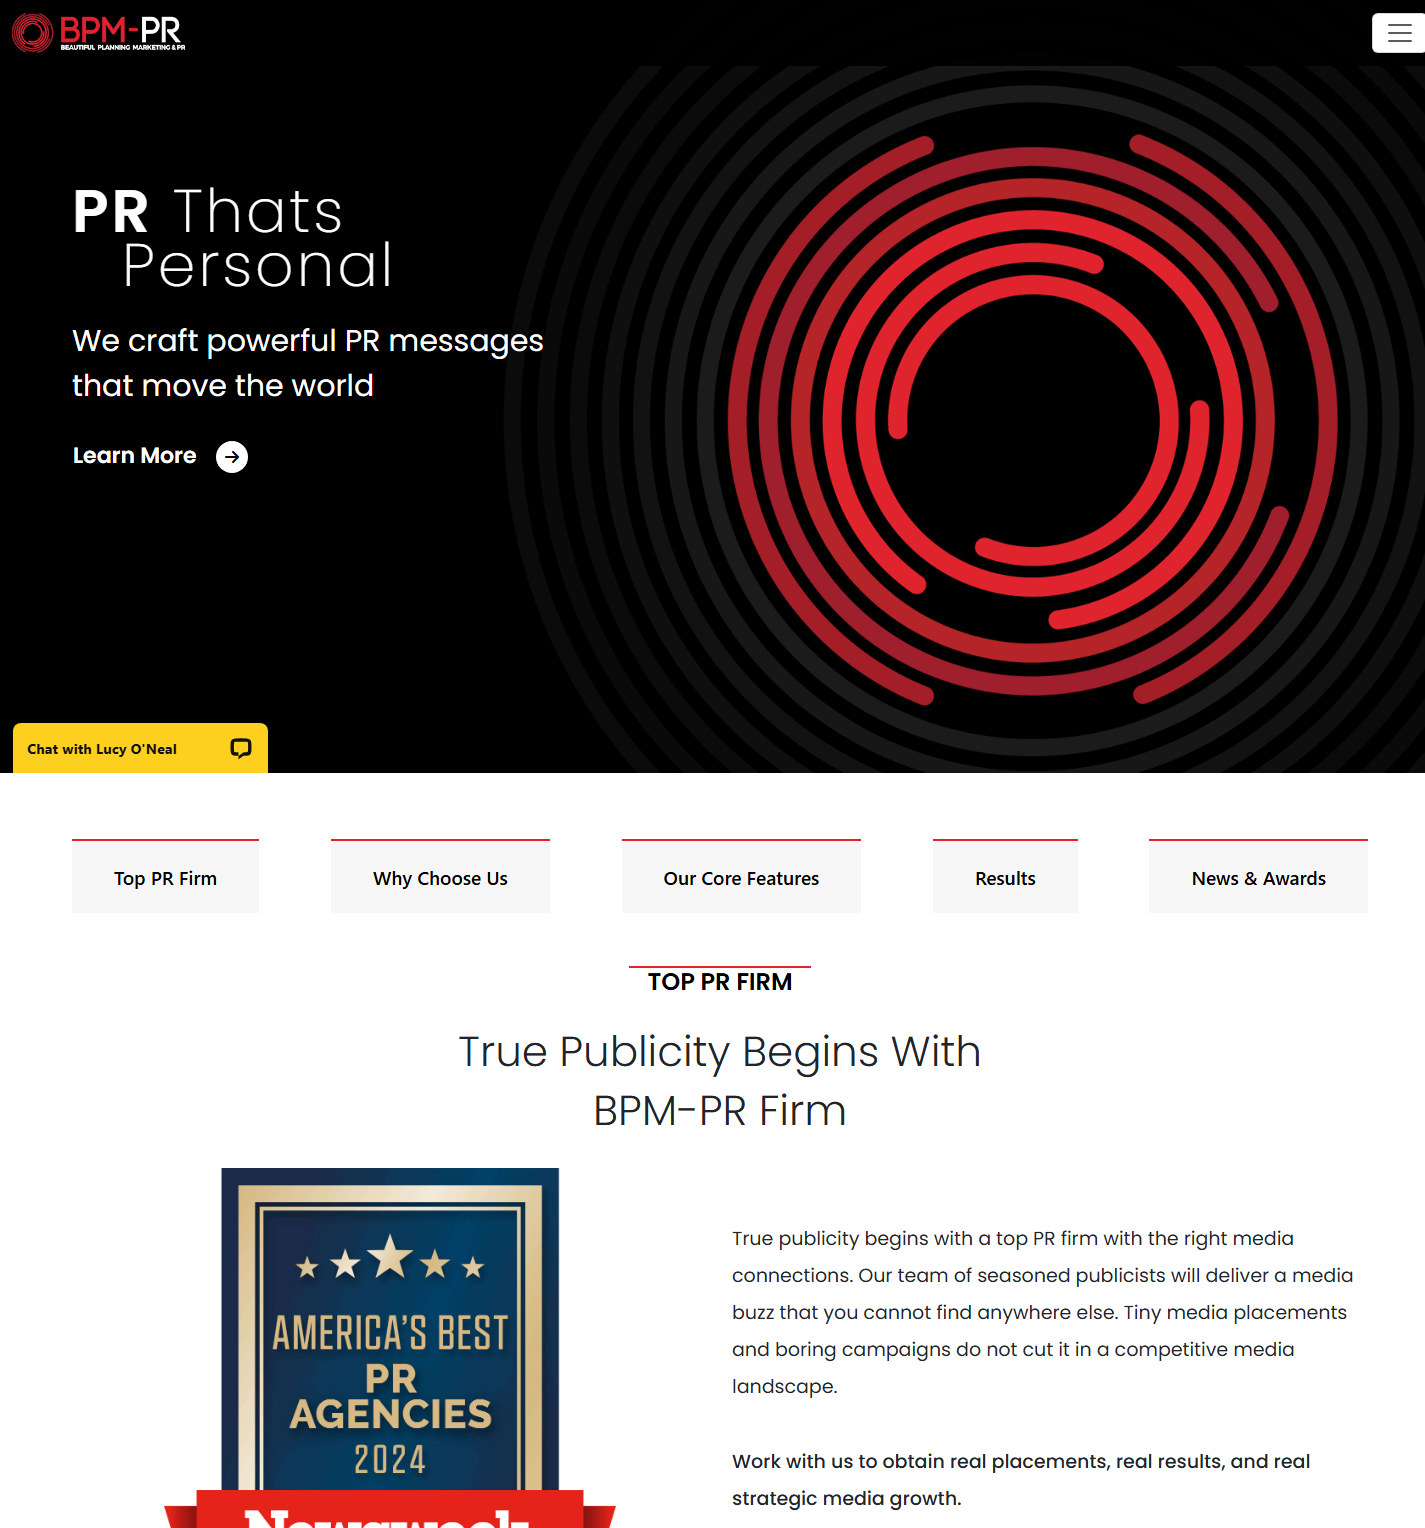 BPM-PR
BEAUTIFUL PLANNING MARKETING & PR
PR Thats
Personal
We craft powerful PR messages
that move the world
Learn More
Chat with Lucy O'Neal
Top PR Firm
Why Choose Us
Our Core Features
Results
News & Awards
TOP PR FIRM
True Publicity Begins With
BPM-PR Firm
AMERICA'S BEST
PR
AGENCIES
2024
Newsweek
True publicity begins with a top PR firm with the right media
connections. Our team of seasoned publicists will deliver a media
buzz that you cannot find anywhere else. Tiny media placements
and boring campaigns do not cut it in a competitive media
landscape.
Work with us to obtain real placements, real results, and real
strategic media growth.